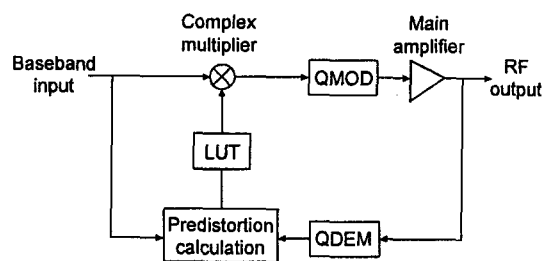 Complex
multiplier
Main
amplifier
Baseband
input
QMOD
RF
output
LUT
Predistortion
calculation
QDEM